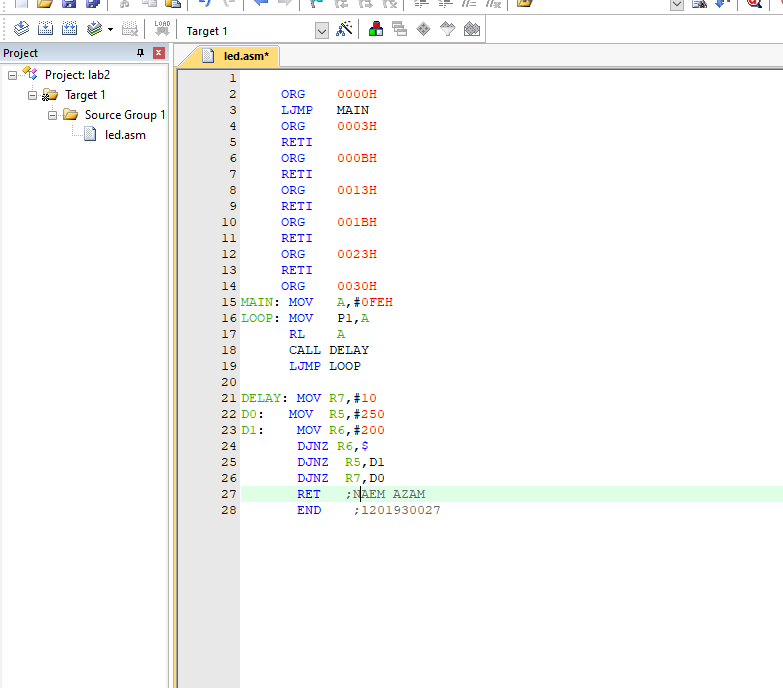 LOAD
Target 1
Project
led.asm*
Project: lab2
Target 1
Source Group 1
led.asm
1
2 ORG 0000H
3 LJMP MAIN
4 ORG 0003H
5 RETI
6 ORG 000BH
7 RETI
8 ORG 0013H
9 RETI
10 ORG 001BH
11 RETI
12 ORG 0023H
13 RETI
14 ORG 0030H
15 MAIN: MOV A,#0FEH
16 LOOP: MOV P1,A
17 RL A
18 CALL DELAY
19 LJMP LOOP
20
21 DELAY: MOV R7,#10
22 D0: MOV R5,#250
23 D1: MOV R6,#200
24 DJNZ R6,$
25 DJNZ R5,D1
26 DJNZ R7,D0
27 RET ;NAEM AZAM
28 END ;1201930027